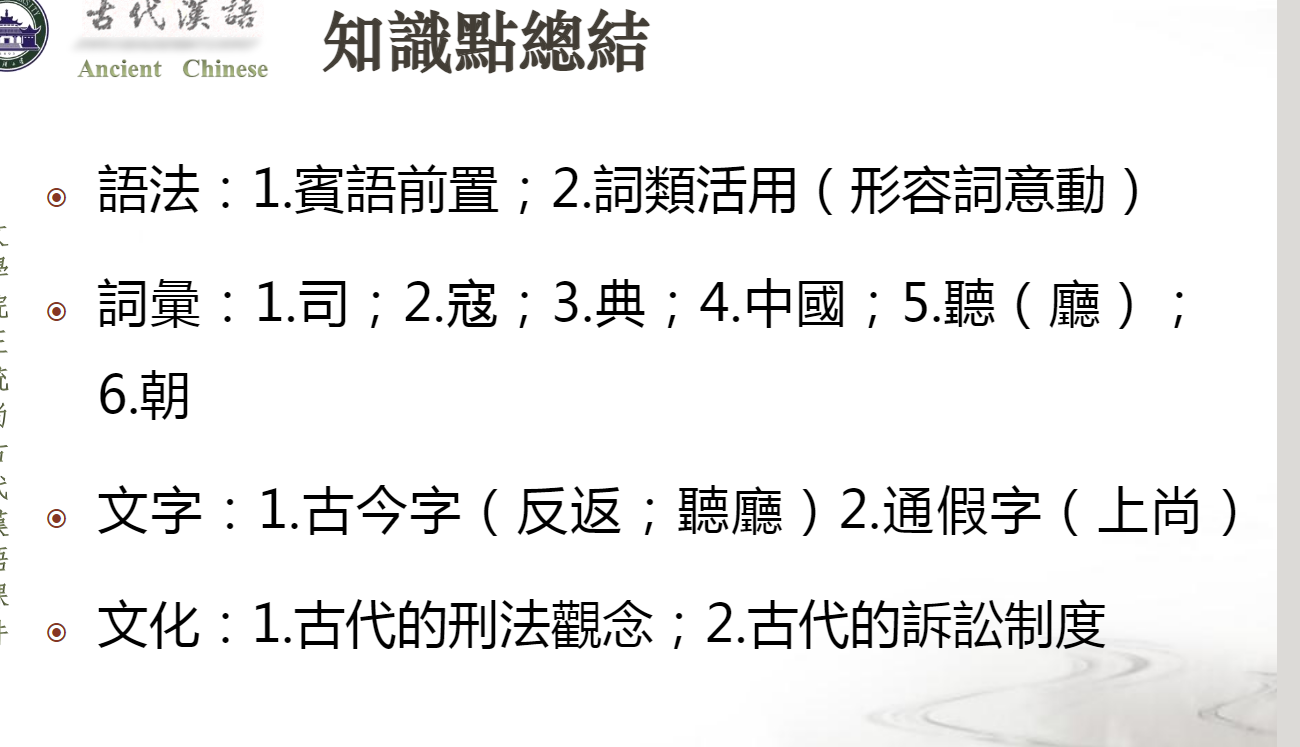 古代漢語
Ancient Chinese
知識點總結
語法：1.賓語前置；2.詞類活用（形容詞意動）
詞彙：1.司；2.寇；3.典；4.中國；5.聽（廳）；
6.朝
文字：1.古今字（反返；聽廳）2.通假字（上尚）
文化：1.古代的刑法觀念；2.古代的訴訟制度